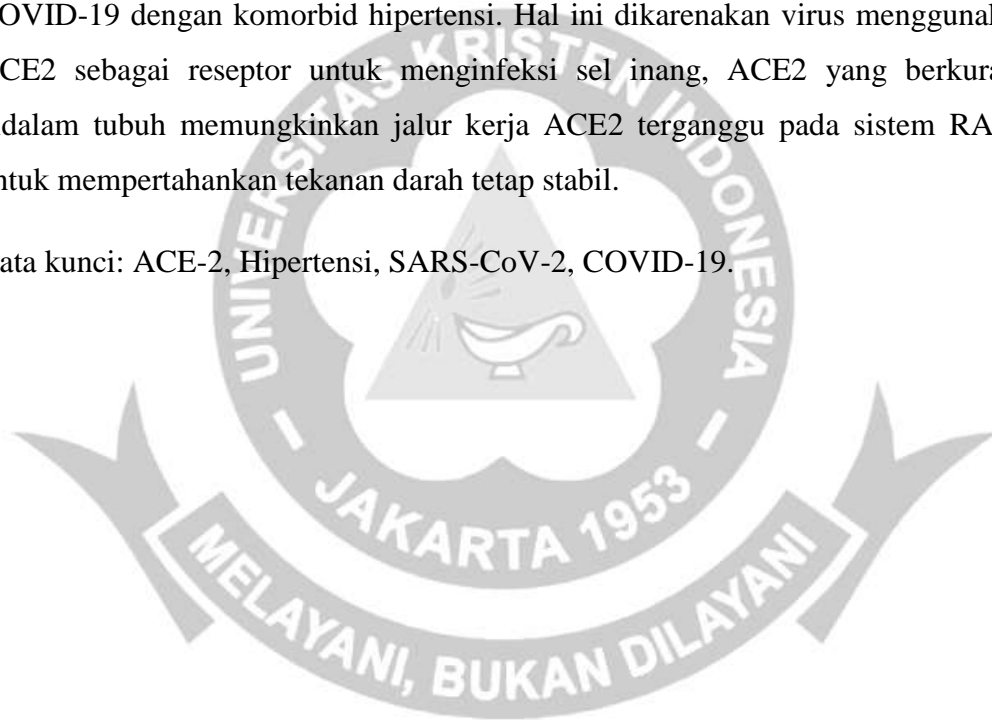 OVID-19 dengan komorbid hipertensi. Hal ini dikarenakan virus menggunal
CE2 sebagai reseptor untuk menginfeksi sel inang, ACE2 yang berkura
dalam tubuh memungkinkan jalur kerja ACE2 terganggu pada sistem RA
ntuk mempertahankan tekanan darah tetap stabil.
ata kunci: ACE-2, Hipertensi, SARS-CoV-2, COVID-19.
UNIVERSITAS KRISTEN INDONESIA
- JAKARTA 1953 -
MELAYANI, BUKAN DILAYANI